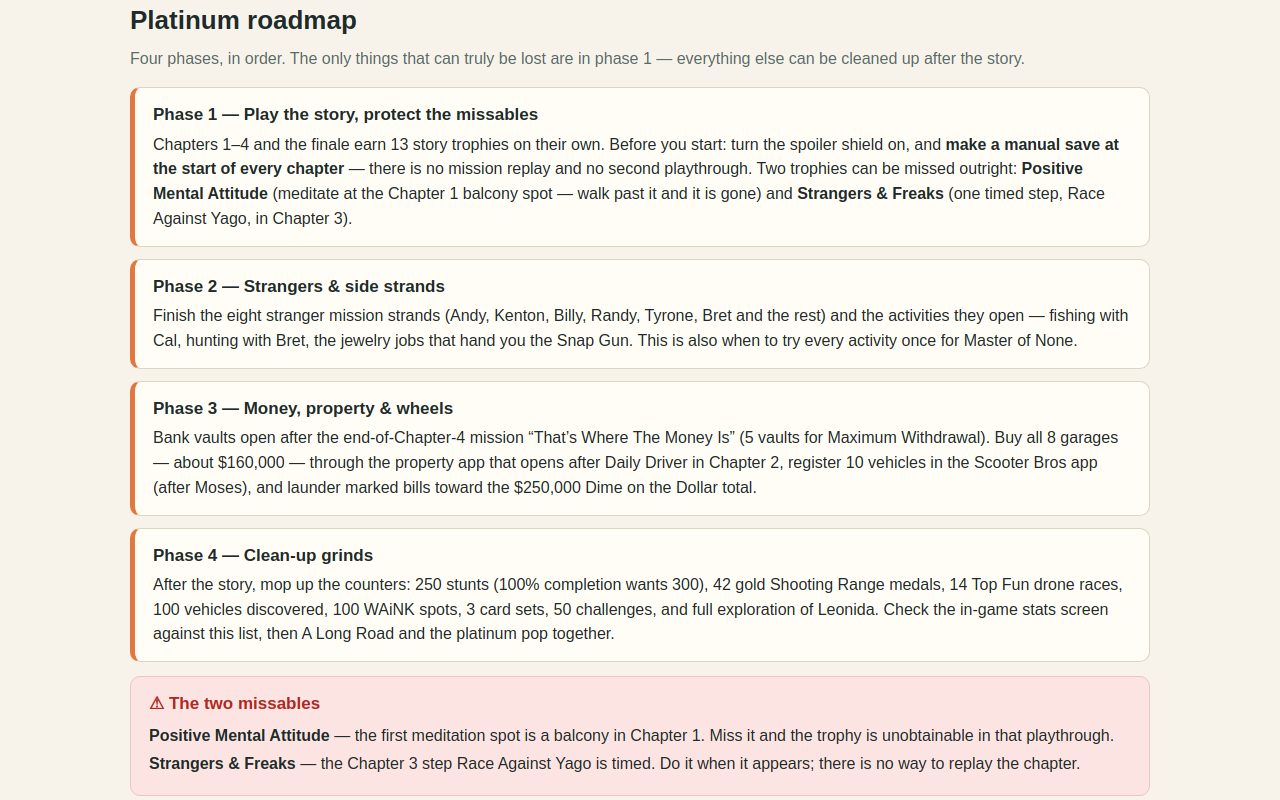 Platinum roadmap
Four phases, in order. The only things that can truly be lost are in phase 1 — everything else can be cleaned up after the story.
Phase 1 — Play the story, protect the missables
Chapters 1–4 and the finale earn 13 story trophies on their own. Before you start: turn the spoiler shield on, and make a manual save at
the start of every chapter — there is no mission replay and no second playthrough. Two trophies can be missed outright: Positive
Mental Attitude (meditate at the Chapter 1 balcony spot — walk past it and it is gone) and Strangers & Freaks (one timed step, Race
Against Yago, in Chapter 3).
Phase 2 — Strangers & side strands
Finish the eight stranger mission strands (Andy, Kenton, Billy, Randy, Tyrone, Bret and the rest) and the activities they open — fishing with
Cal, hunting with Bret, the jewelry jobs that hand you the Snap Gun. This is also when to try every activity once for Master of None.
Phase 3 — Money, property & wheels
Bank vaults open after the end-of-Chapter-4 mission “That’s Where The Money Is” (5 vaults for Maximum Withdrawal). Buy all 8 garages
— about $160,000 — through the property app that opens after Daily Driver in Chapter 2, register 10 vehicles in the Scooter Bros app
(after Moses), and launder marked bills toward the $250,000 Dime on the Dollar total.
Phase 4 — Clean-up grinds
After the story, mop up the counters: 250 stunts (100% completion wants 300), 42 gold Shooting Range medals, 14 Top Fun drone races,
100 vehicles discovered, 100 WAiNK spots, 3 card sets, 50 challenges, and full exploration of Leonida. Check the in-game stats screen
against this list, then A Long Road and the platinum pop together.
⚠ The two missables
Positive Mental Attitude — the first meditation spot is a balcony in Chapter 1. Miss it and the trophy is unobtainable in that playthrough.
Strangers & Freaks — the Chapter 3 step Race Against Yago is timed. Do it when it appears; there is no way to replay the chapter.